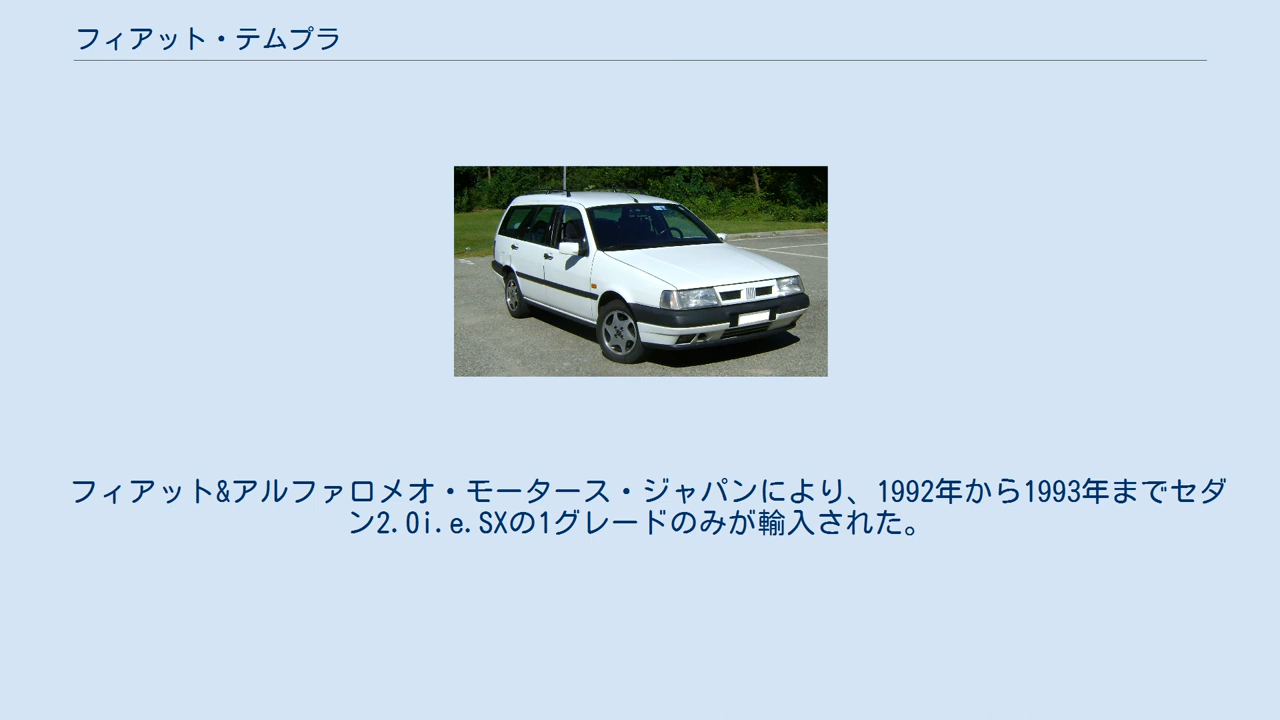 フィアット・テムプラ
フィアット&アルファロメオ・モータース・ジャパンにより、1992年から1993年までセダ
ン2.0i.e.SXの1グレードのみが輸入された。